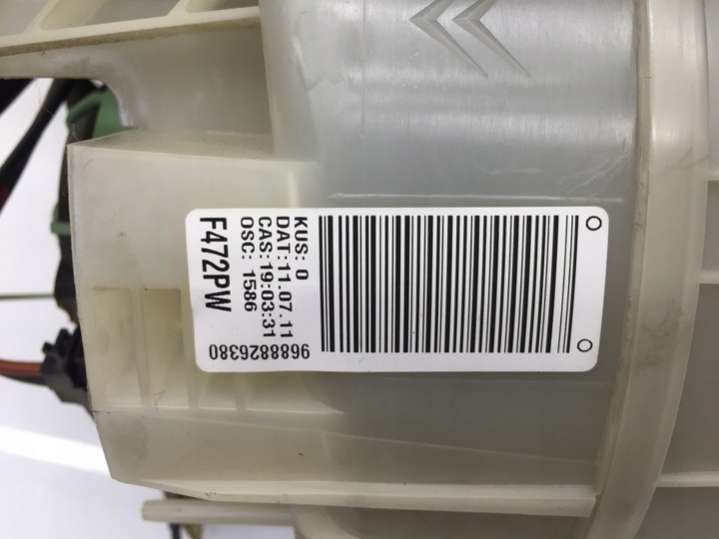 KUS: 0
DAT:11.07.11
CAS:19:03:31
OSC: 1586
F472PW
9688826380